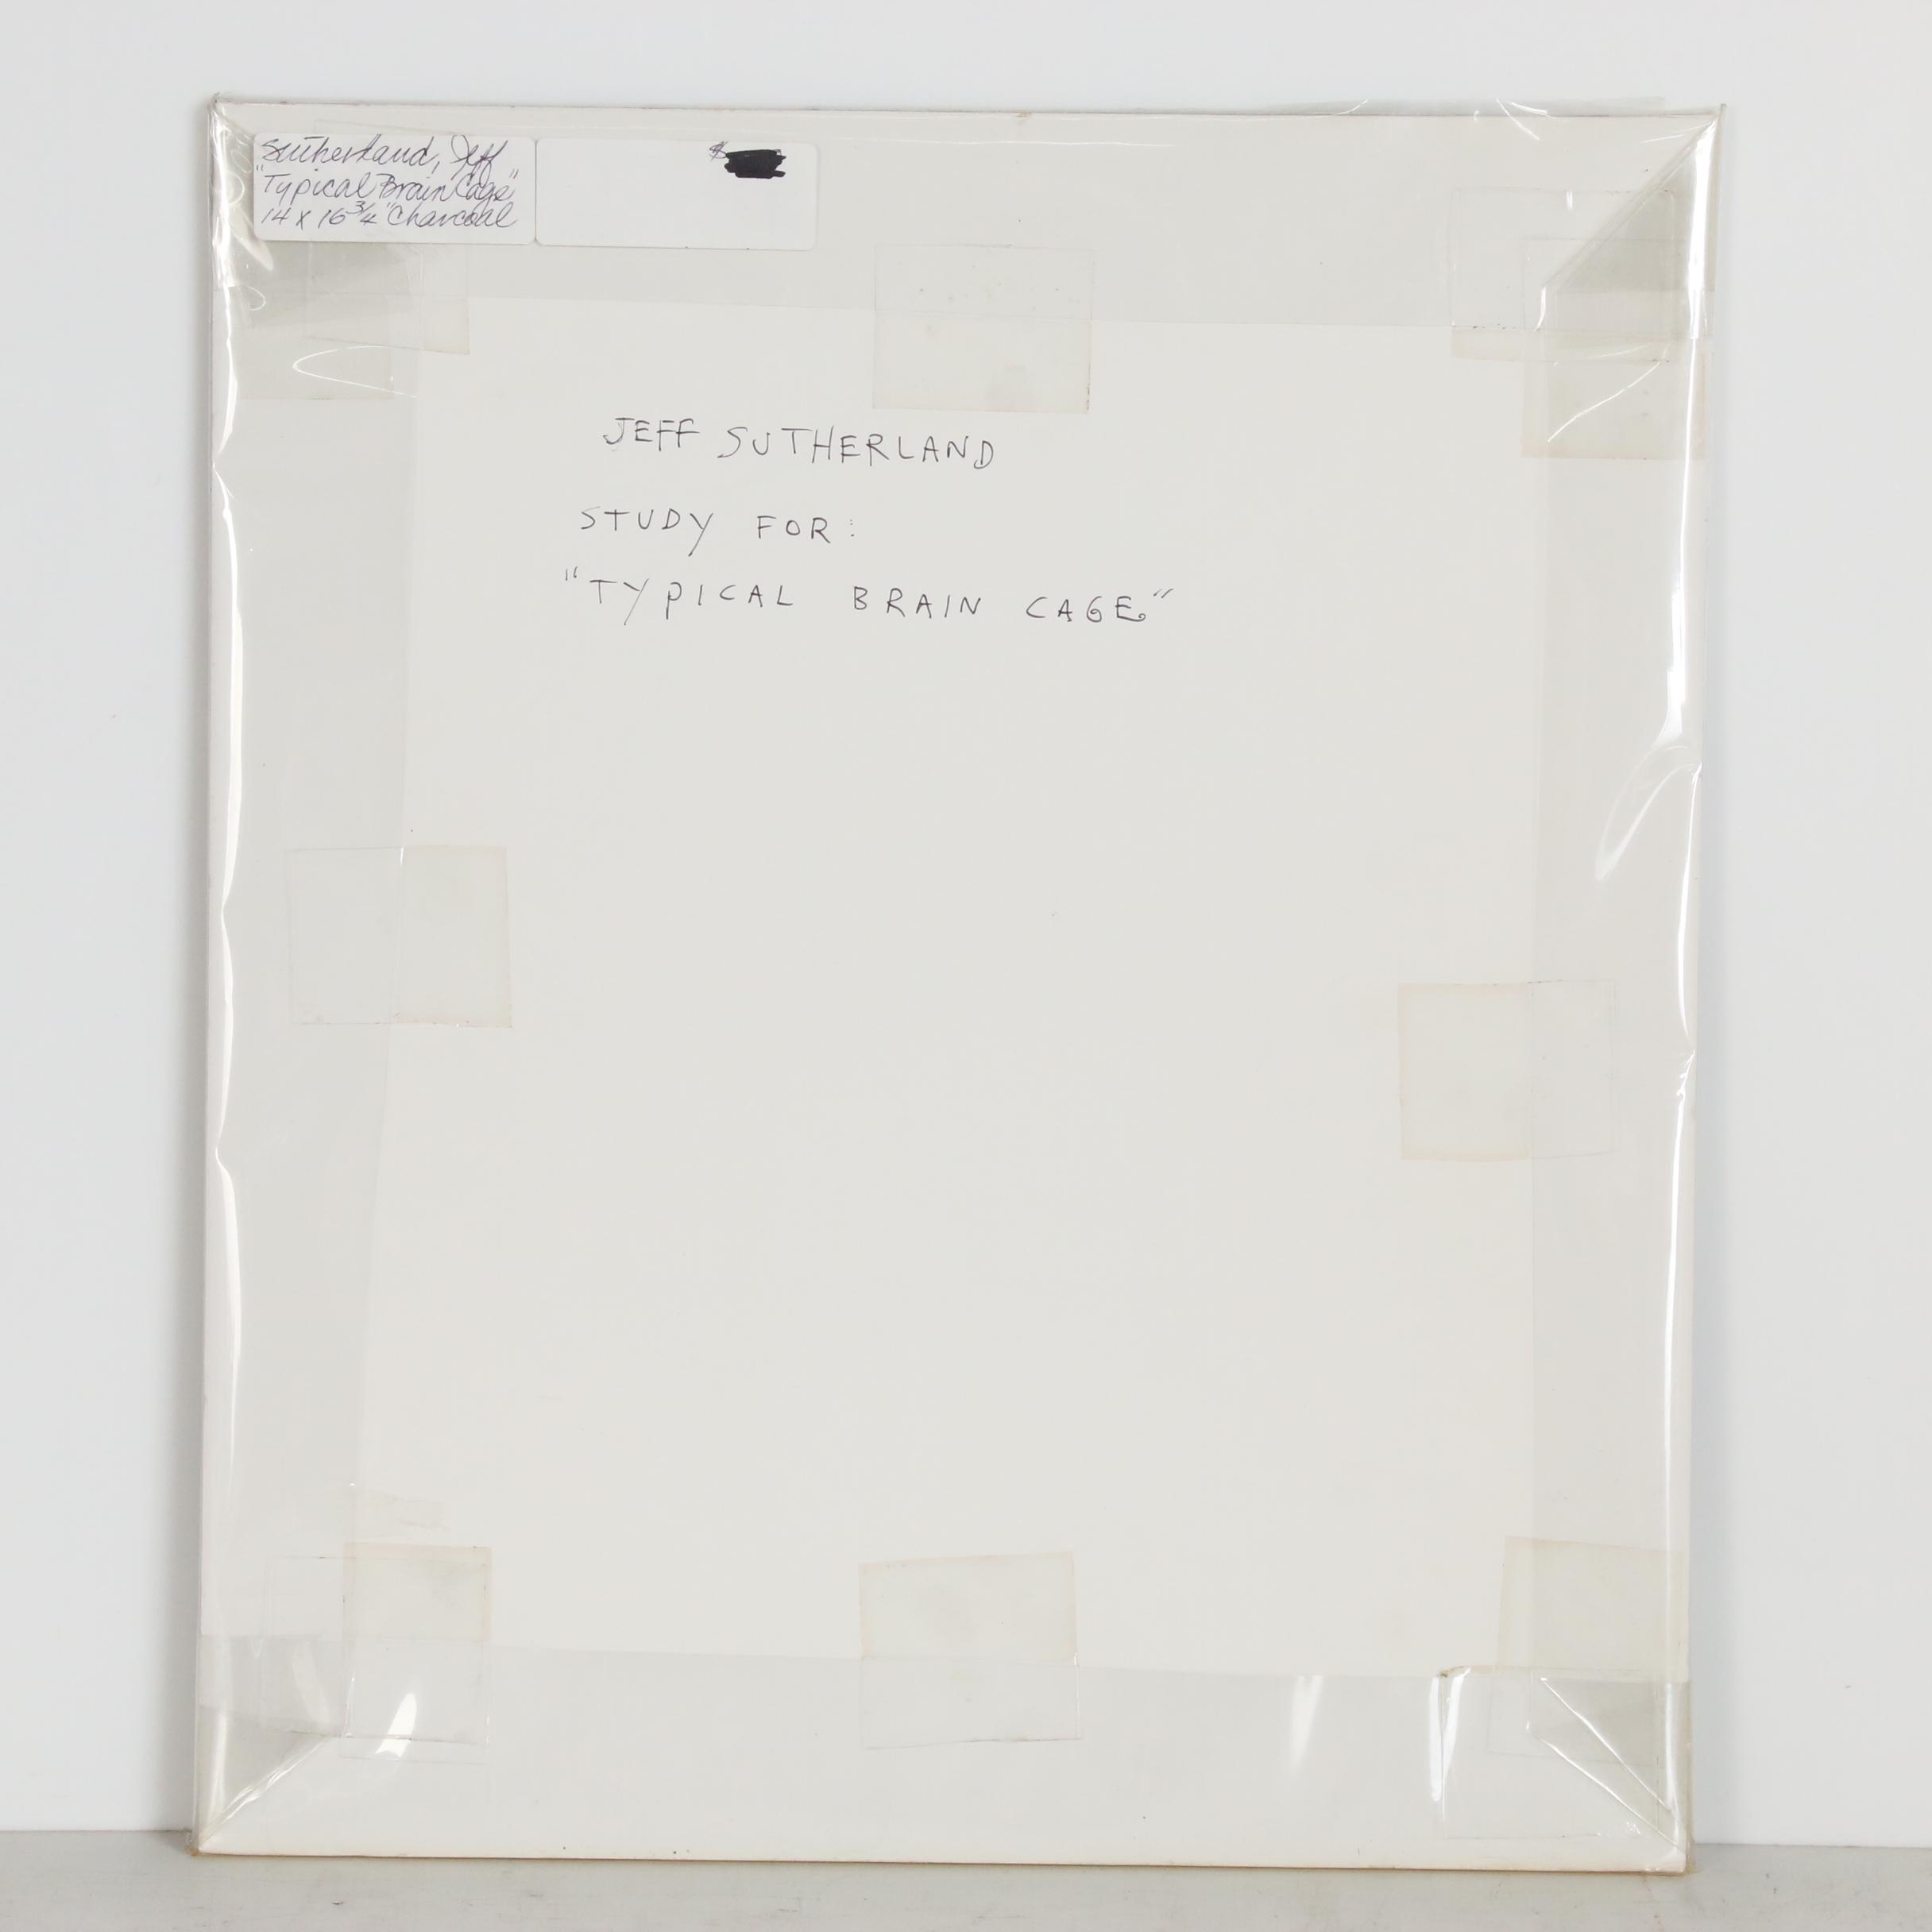 Sutherland, Jeff
"Typical Brain Cage"
14 x 16 3/4" Charcoal
$
JEFF SUTHERLAND
STUDY FOR:
"TYPICAL BRAIN CAGE"